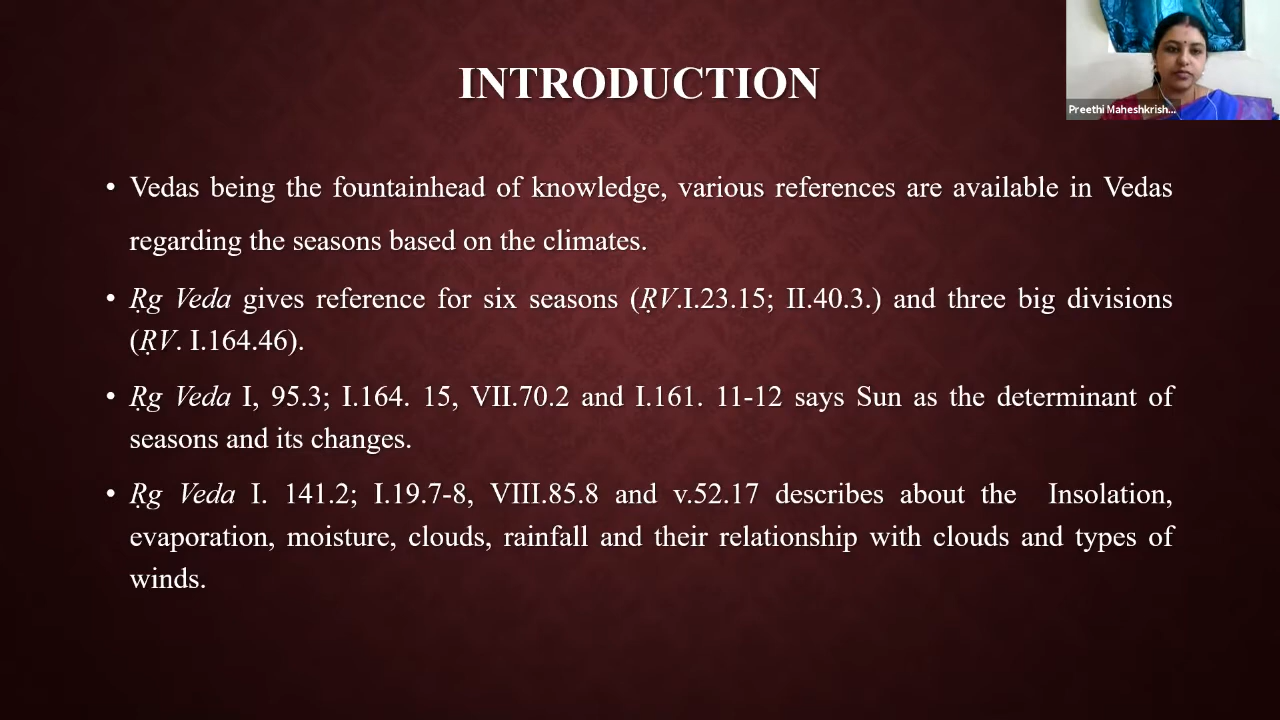 INTRODUCTION
Preethi Maheshkrish...
• Vedas being the fountainhead of knowledge, various references are available in Vedas
regarding the seasons based on the climates.
• Ṛg Veda gives reference for six seasons (ṚV.I.23.15; II.40.3.) and three big divisions
(ṚV. I.164.46).
• Ṛg Veda I, 95.3; I.164. 15, VII.70.2 and I.161. 11-12 says Sun as the determinant of
seasons and its changes.
• Ṛg Veda I. 141.2; I.19.7-8, VIII.85.8 and v.52.17 describes about the  Insolation,
evaporation, moisture, clouds, rainfall and their relationship with clouds and types of
winds.